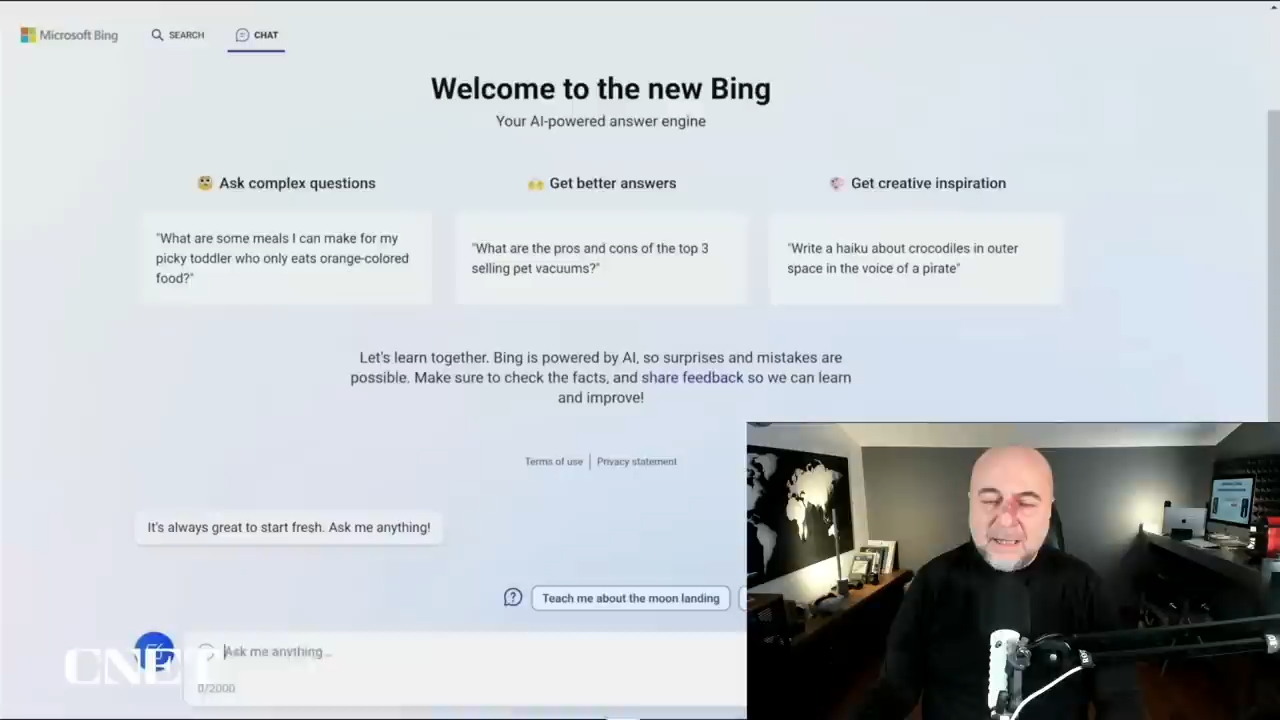 Microsoft Bing
SEARCH
CHAT
Welcome to the new Bing
Your AI-powered answer engine
Ask complex questions
Get better answers
Get creative inspiration
"What are some meals I can make for my
picky toddler who only eats orange-colored
food?"
"What are the pros and cons of the top 3
selling pet vacuums?"
"Write a haiku about crocodiles in outer
space in the voice of a pirate"
Let's learn together. Bing is powered by AI, so surprises and mistakes are
possible. Make sure to check the facts, and share feedback so we can learn
and improve!
Terms of use | Privacy statement
It's always great to start fresh. Ask me anything!
Teach me about the moon landing
Ask me anything...
0/2000
CNET